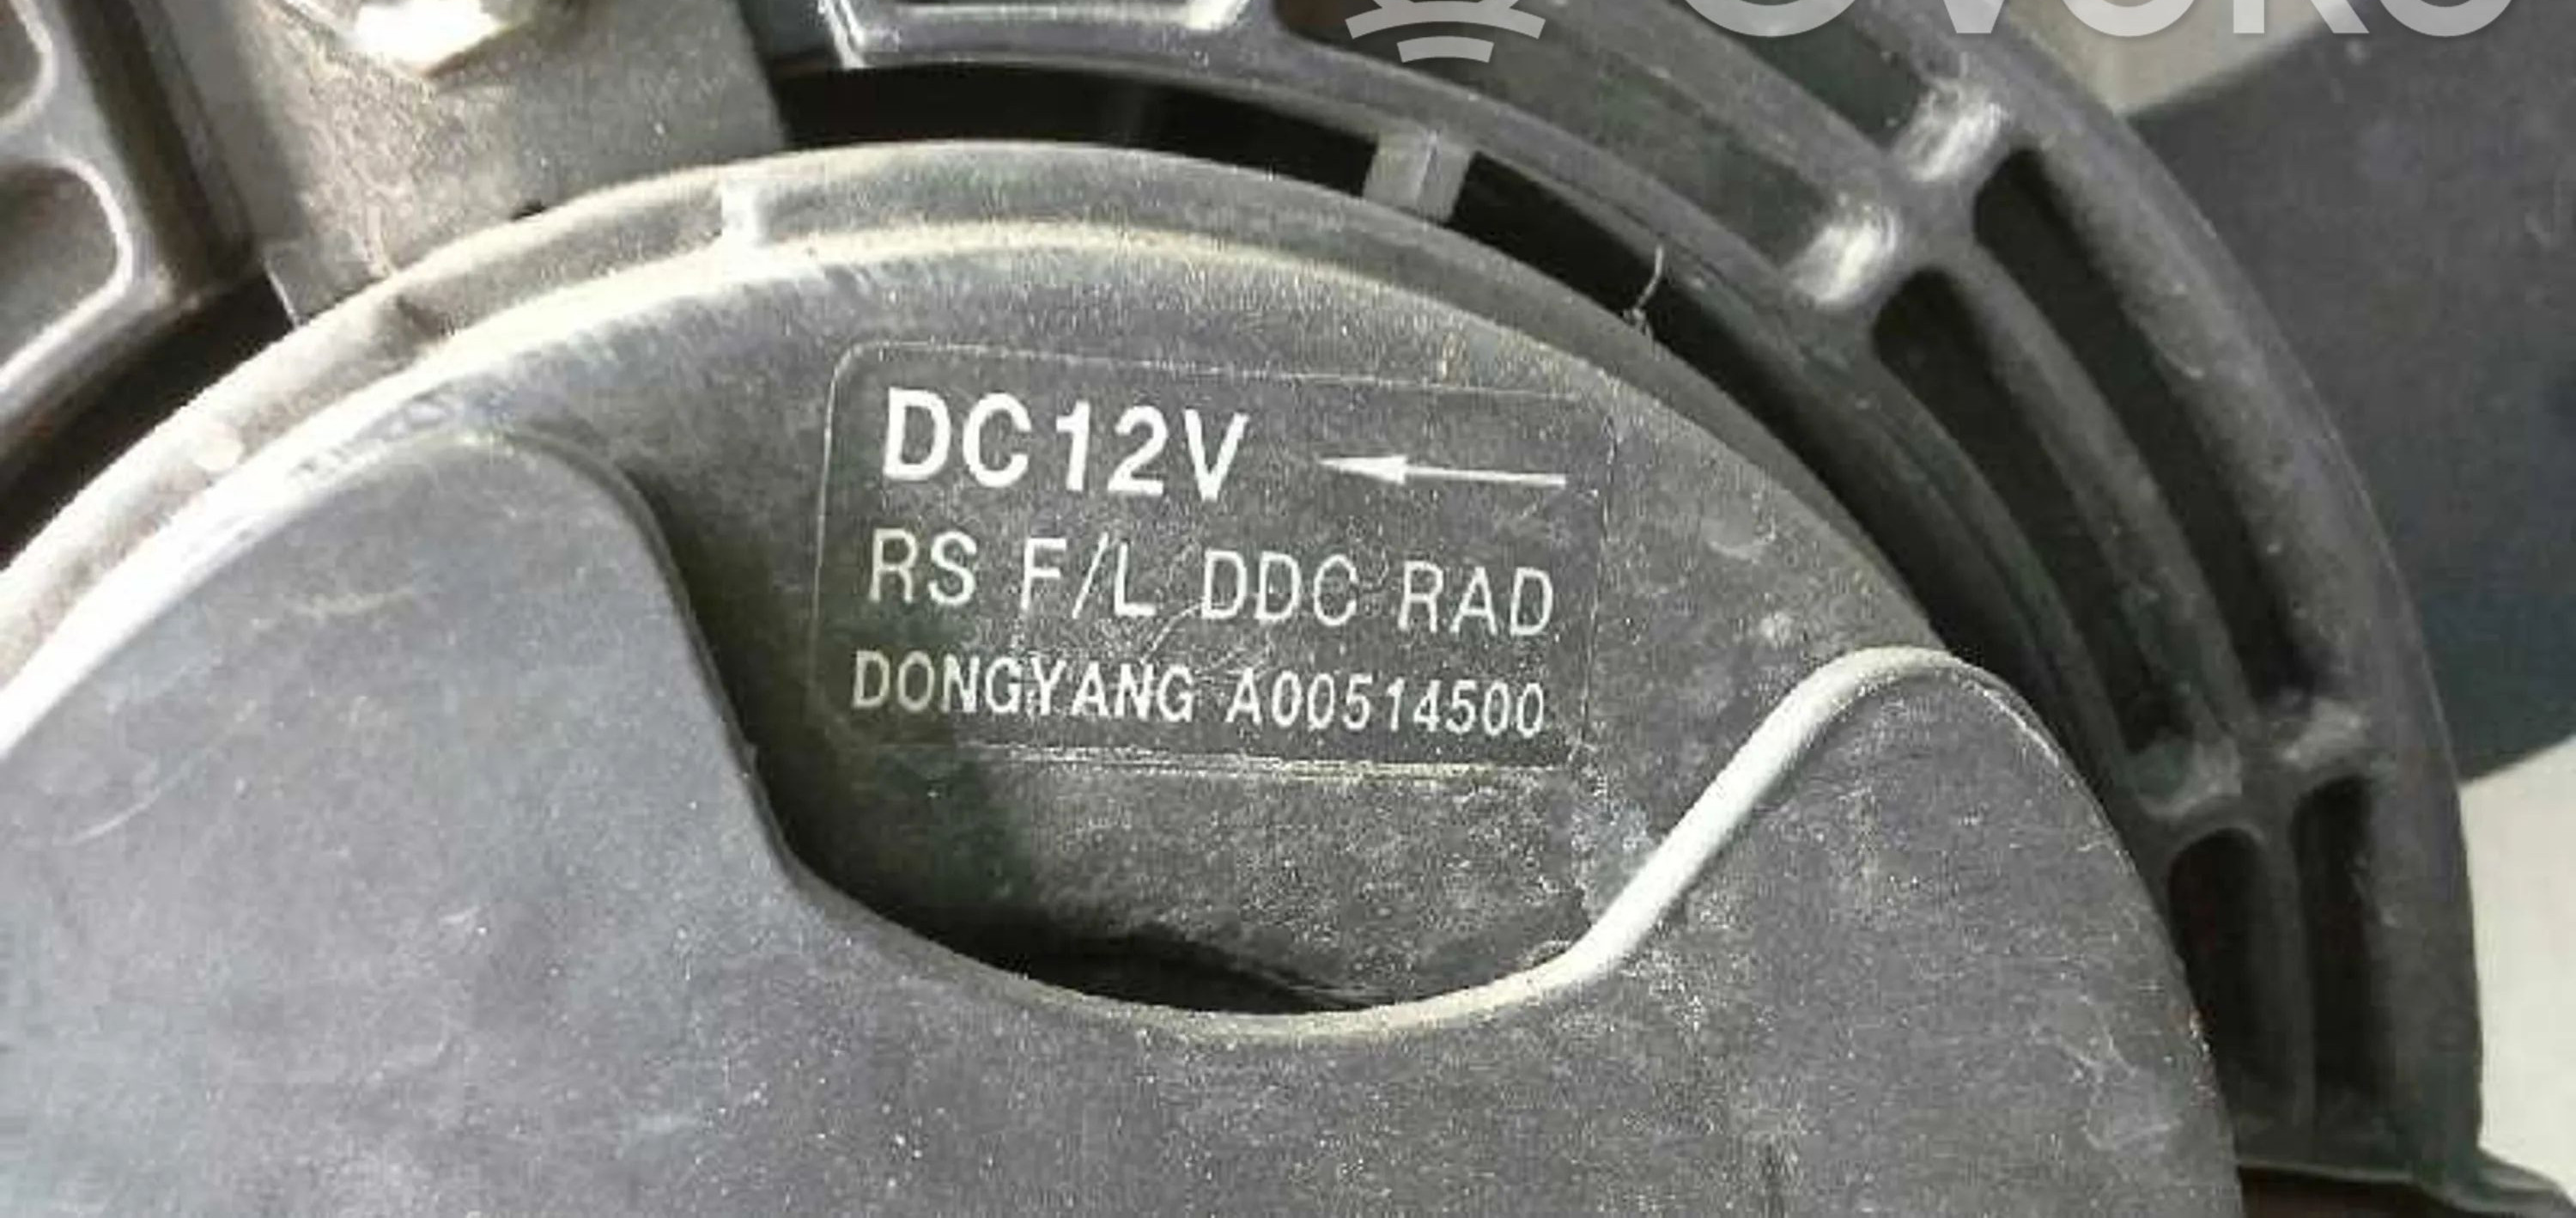 DC12V
RS F/L DDC RAD
DONGYANG A00514500